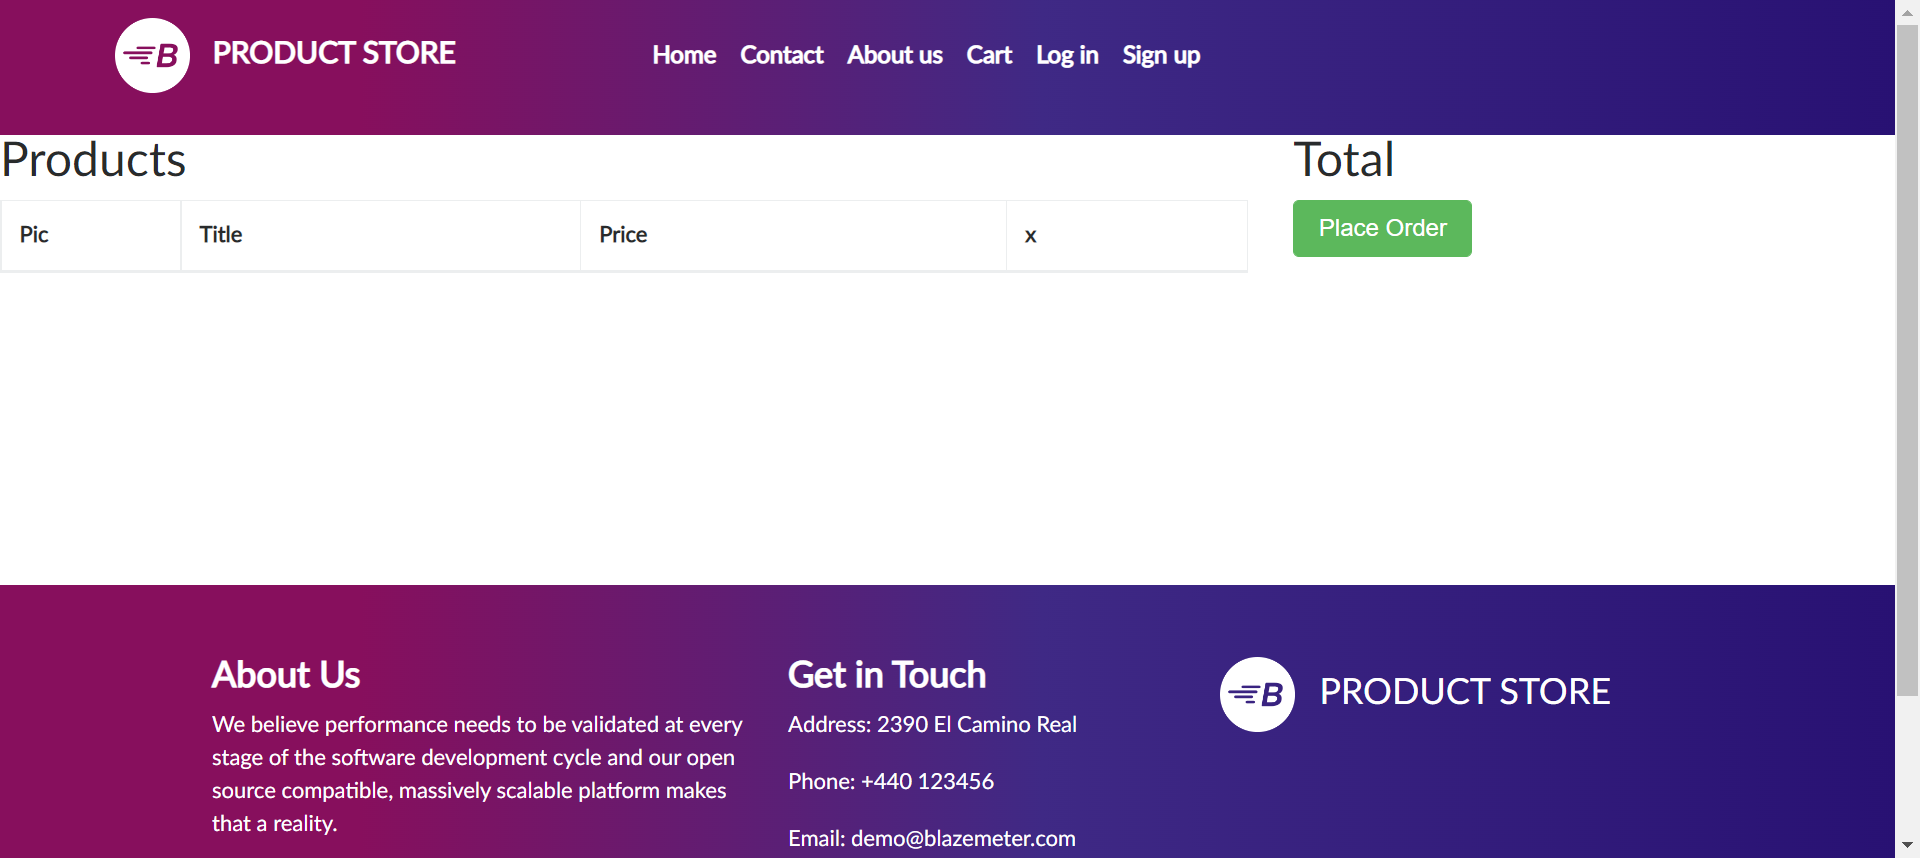 B PRODUCT STORE
Home Contact About us Cart Log in Sign up
Products
Total
Pic Title Price x
Place Order
About Us
We believe performance needs to be validated at every
stage of the software development cycle and our open
source compatible, massively scalable platform makes
that a reality.
Get in Touch
Address: 2390 El Camino Real
Phone: +440 123456
Email: demo@blazemeter.com
B PRODUCT STORE